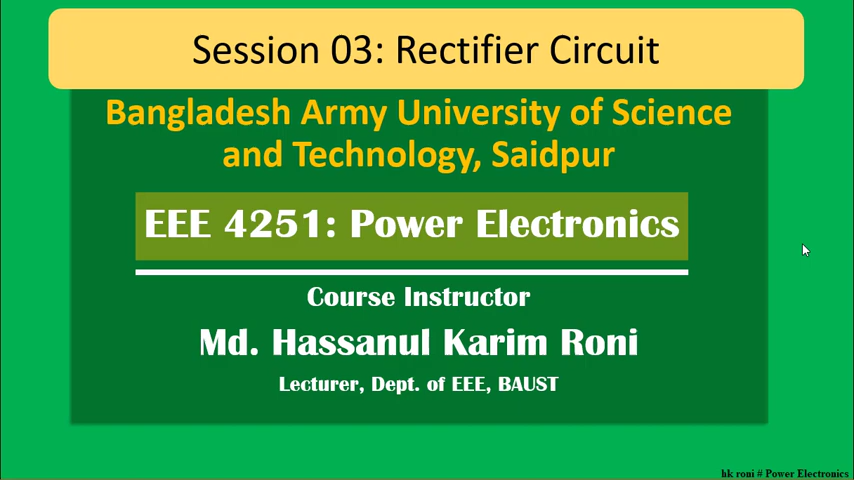 Session 03: Rectifier Circuit
Bangladesh Army University of Science
and Technology, Saidpur
EEE 4251: Power Electronics
Course Instructor
Md. Hassanul Karim Roni
Lecturer, Dept. of EEE, BAUST
hk roni # Power Electronics